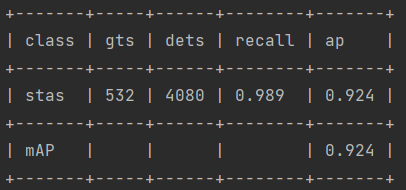 +-------+-----+------+--------+-------+
| class | gts | dets | recall | ap    |
+-------+-----+------+--------+-------+
| stas | 532 | 4080 | 0.989 | 0.924 |
+-------+-----+------+--------+-------+
| mAP | | | | 0.924 |
+-------+-----+------+--------+-------+